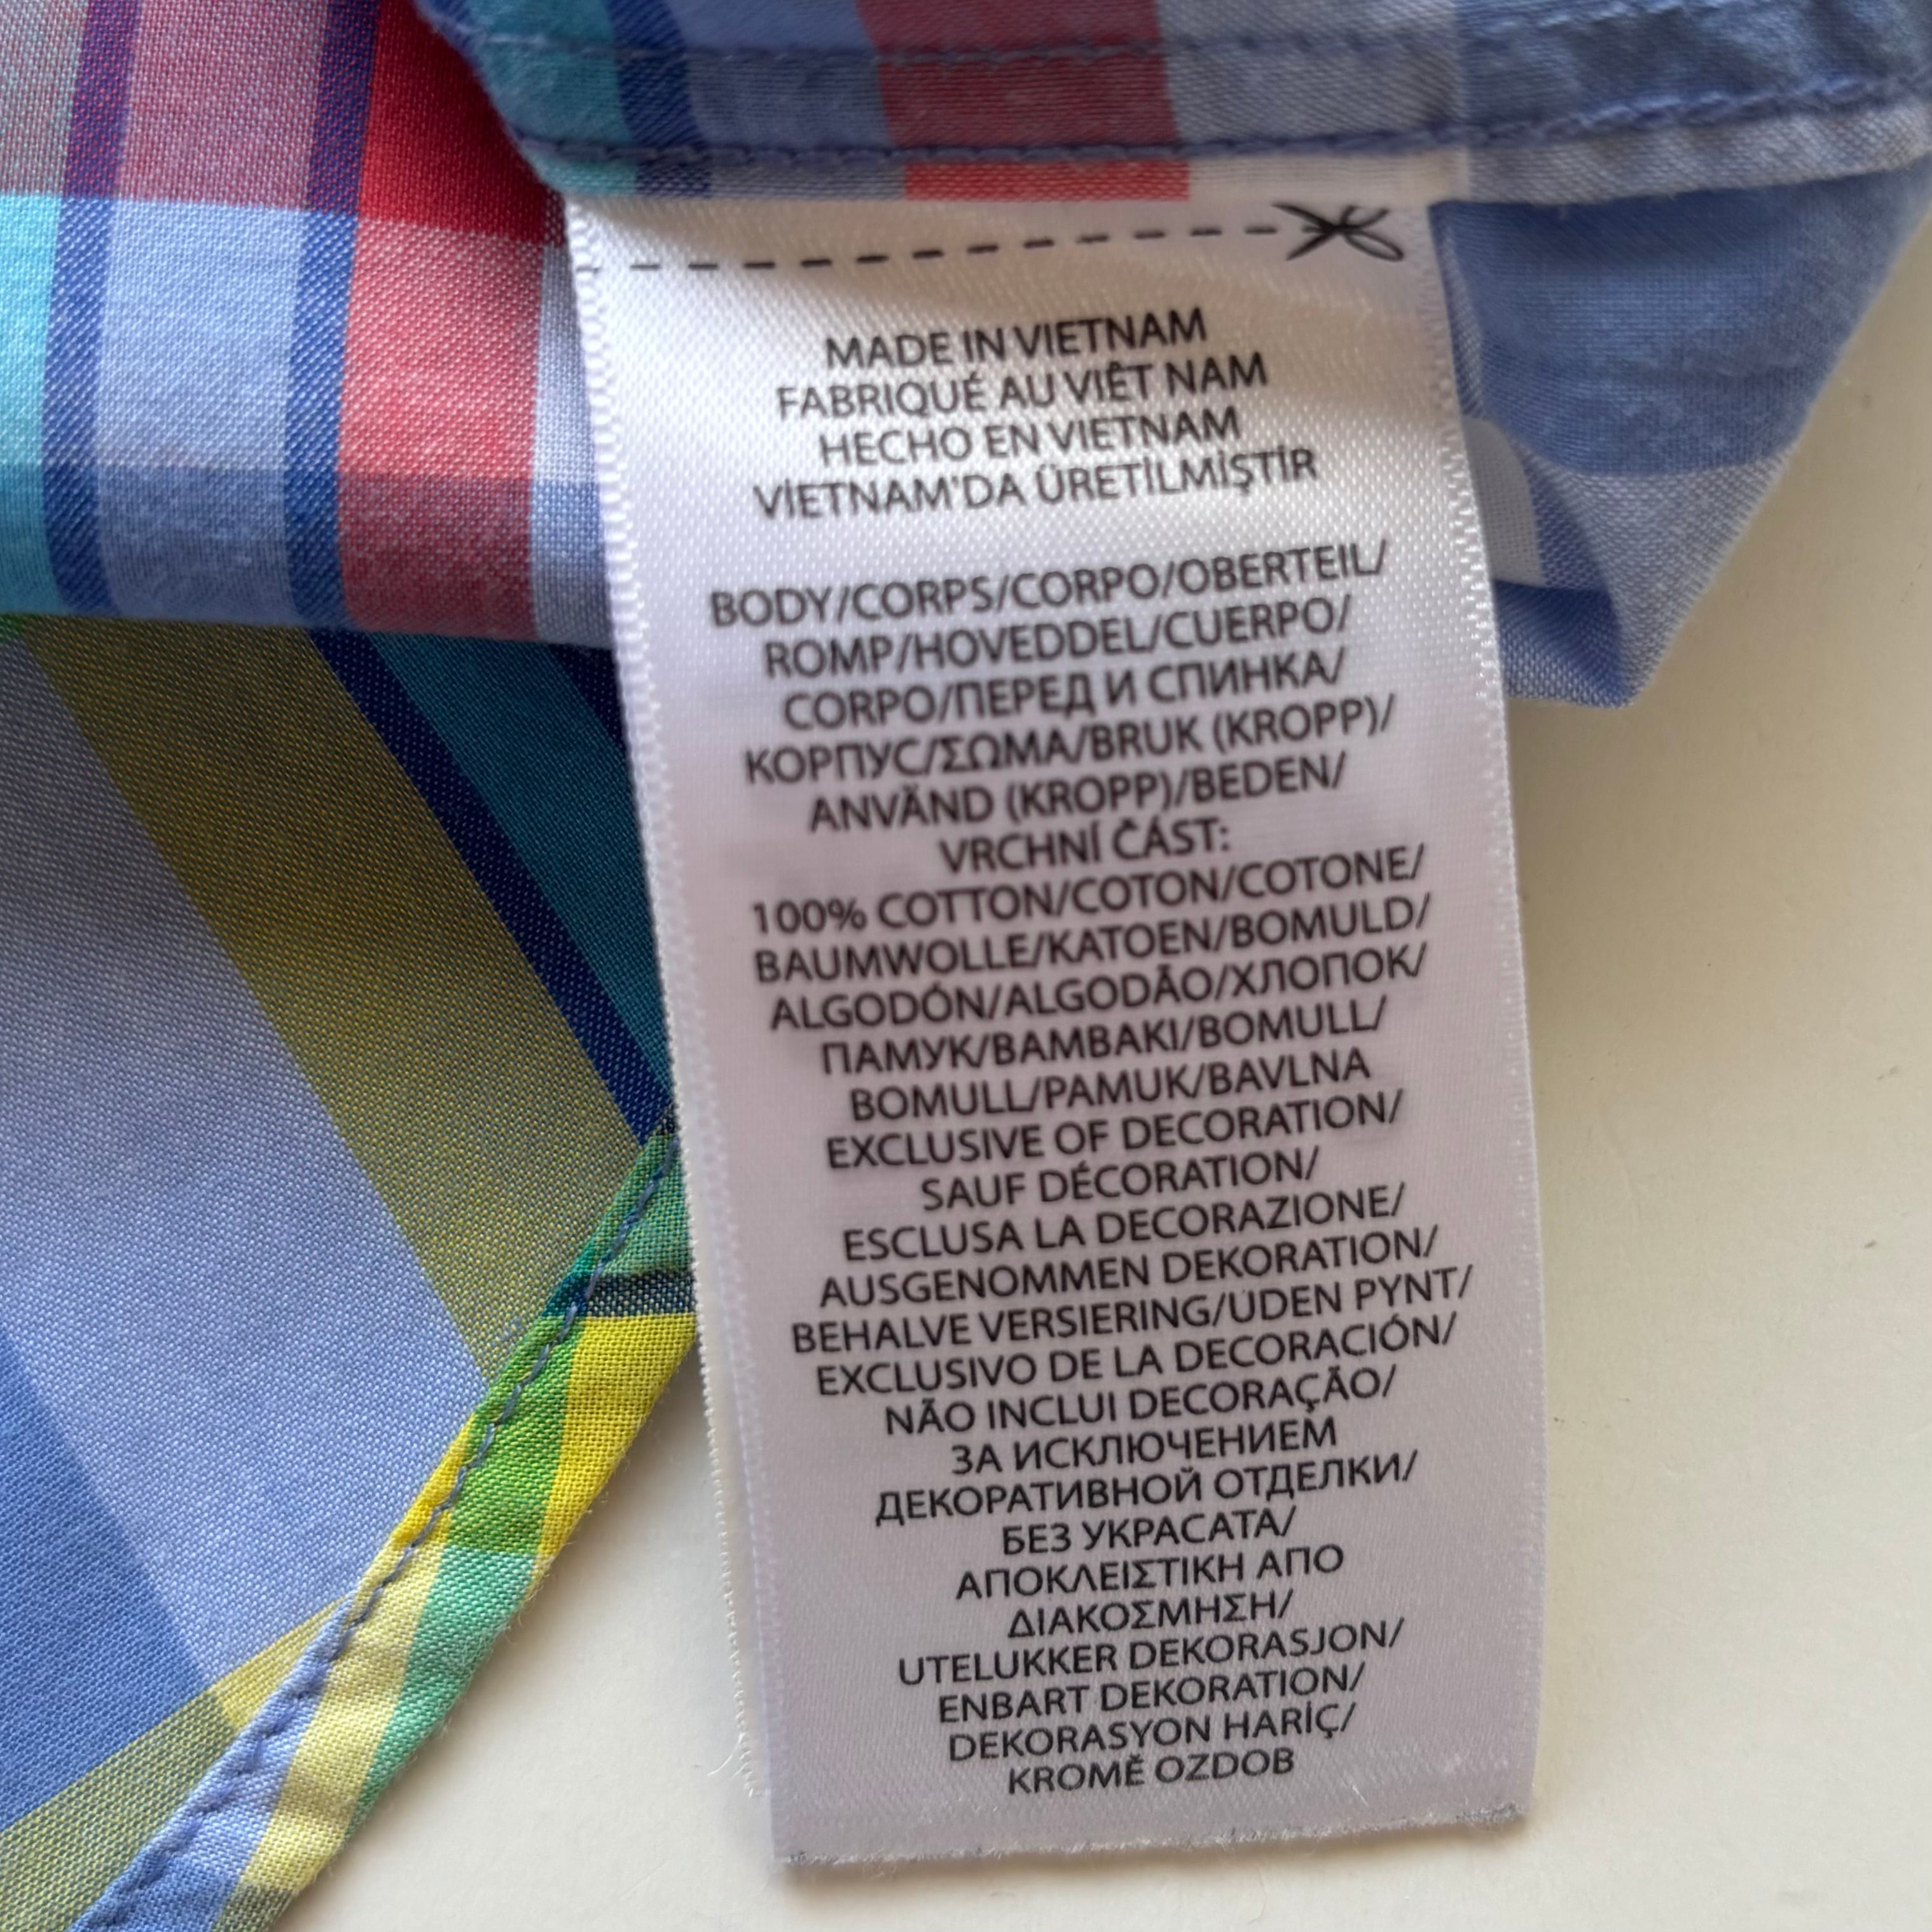 MADE IN VIETNAM
FABRIQUÉ AU VIÊT NAM
HECHO EN VIETNAM
VİETNAM'DA ÜRETİLMİŞTİR
BODY/CORPS/CORPO/OBERTEIL/
ROMP/HOVEDDEL/CUERPO/
CORPO/ПЕРЕД И СПИНКА/
КОРПУС/ΣΩΜΑ/BRUK (KROPP)/
ANVÄND (KROPP)/BEDEN/
VRCHNÍ ČÁST:
100% COTTON/COTON/COTONE/
BAUMWOLLE/KATOEN/BOMULD/
ALGODÓN/ALGODÃO/ХЛОПОК/
ПАМУК/ΒΑΜΒΑΚΙ/BOMULL/
BOMULL/PAMUK/BAVLNA
EXCLUSIVE OF DECORATION/
SAUF DÉCORATION/
ESCLUSA LA DECORAZIONE/
AUSGENOMMEN DEKORATION/
BEHALVE VERSIERING/UDEN PYNT/
EXCLUSIVO DE LA DECORACIÓN/
NÃO INCLUI DECORAÇÃO/
ЗА ИСКЛЮЧЕНИЕМ
ДЕКОРАТИВНОЙ ОТДЕЛКИ/
БЕЗ УКРАСАТА/
ΑΠΟΚΛΕΙΣΤΙΚΗ ΑΠΟ
ΔΙΑΚΟΣΜΗΣΗ/
UTELUKKER DEKORASJON/
ENBART DEKORATION/
DEKORASYON HARİÇ/
KROMĚ OZDOB